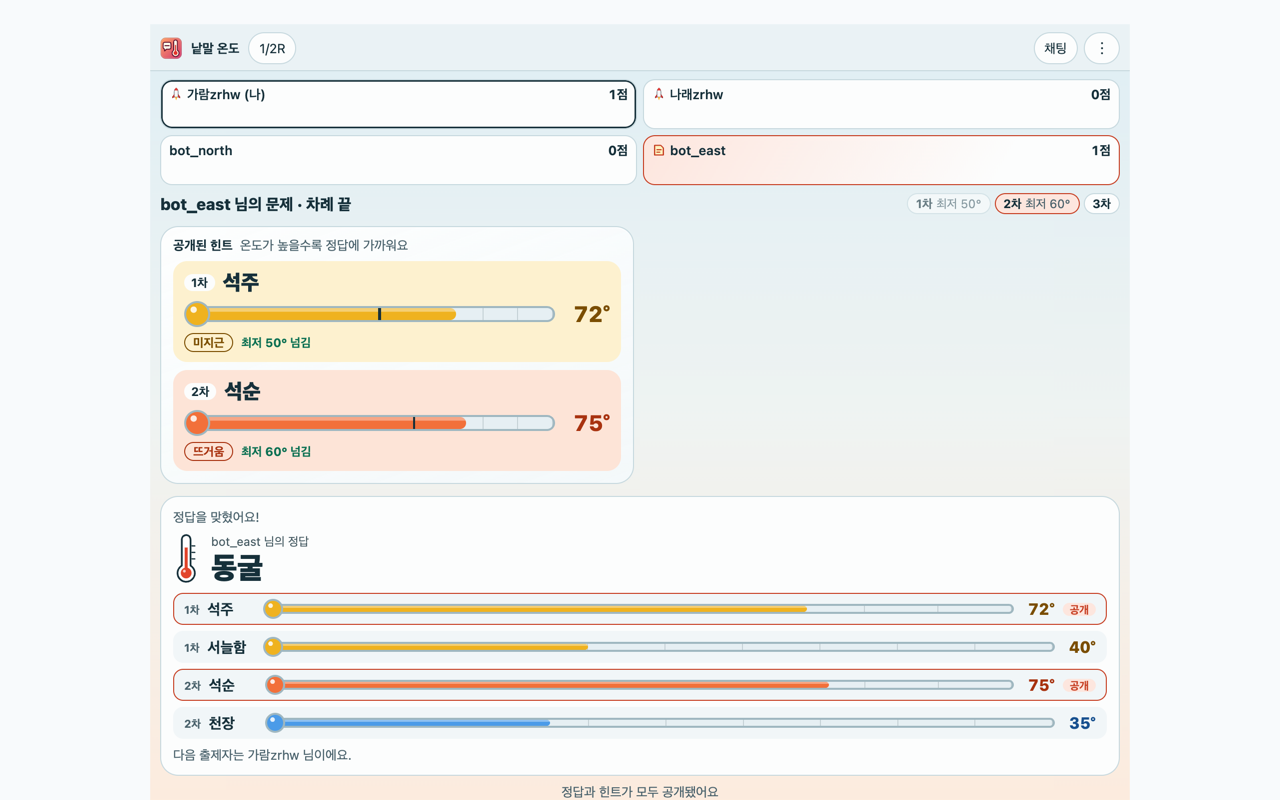 낱말 온도 1/2R 채팅
가람zrhw (나) 1점
나래zrhw 0점
bot_north 0점
bot_east 1점
bot_east 님의 문제 · 차례 끝
1차 최저 50° 2차 최저 60° 3차
공개된 힌트 온도가 높을수록 정답에 가까워요
1차 석주
72°
미지근 최저 50° 넘김
2차 석순
75°
뜨거움 최저 60° 넘김
정답을 맞혔어요!
bot_east 님의 정답
동굴
1차 석주 72° 공개
1차 서늘함 40°
2차 석순 75° 공개
2차 천장 35°
다음 출제자는 가람zrhw 님이에요.
정답과 힌트가 모두 공개됐어요